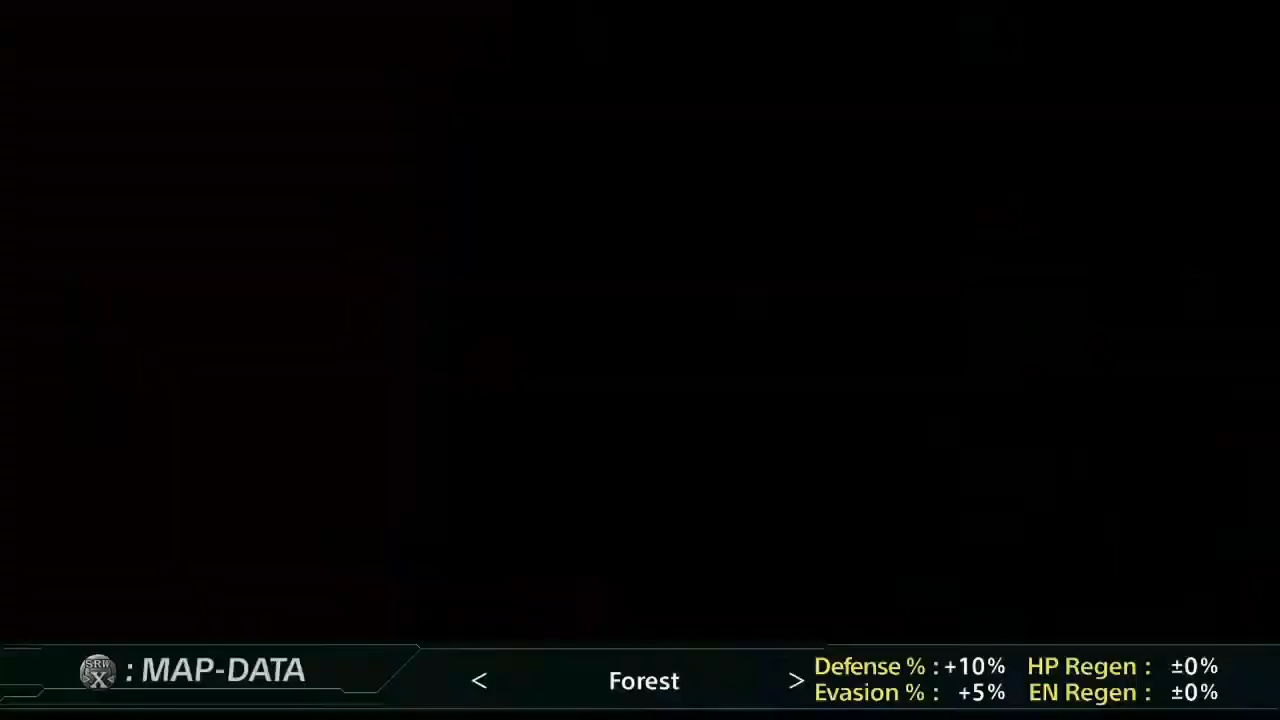 SRW
X : MAP-DATA
< Forest >
Defense % : +10% HP Regen : ±0%
Evasion % : +5% EN Regen : ±0%